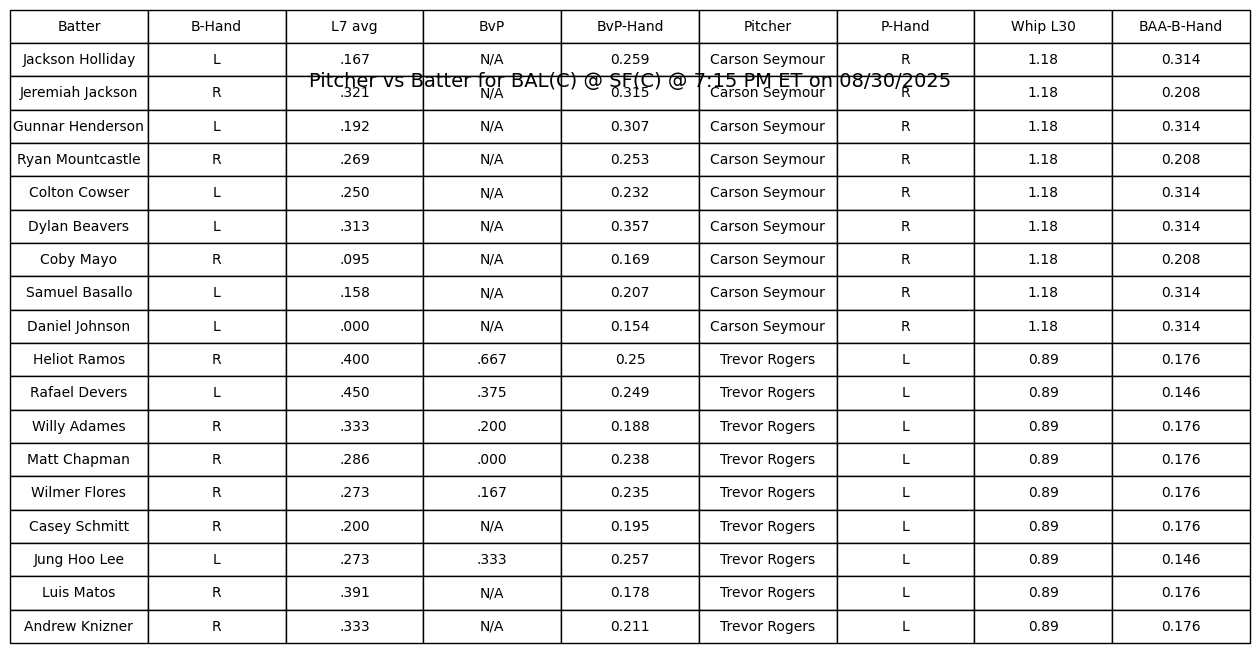 Batter B-Hand L7 avg BvP BvP-Hand Pitcher P-Hand Whip L30 BAA-B-Hand
Jackson Holliday L .167 N/A 0.259 Carson Seymour R 1.18 0.314
Pitcher vs Batter for BAL(C) @ SF(C) @ 7:15 PM ET on 08/30/2025
Jeremiah Jackson R .321 N/A 0.315 Carson Seymour R 1.18 0.208
Gunnar Henderson L .192 N/A 0.307 Carson Seymour R 1.18 0.314
Ryan Mountcastle R .269 N/A 0.253 Carson Seymour R 1.18 0.208
Colton Cowser L .250 N/A 0.232 Carson Seymour R 1.18 0.314
Dylan Beavers L .313 N/A 0.357 Carson Seymour R 1.18 0.314
Coby Mayo R .095 N/A 0.169 Carson Seymour R 1.18 0.208
Samuel Basallo L .158 N/A 0.207 Carson Seymour R 1.18 0.314
Daniel Johnson L .000 N/A 0.154 Carson Seymour R 1.18 0.314
Heliot Ramos R .400 .667 0.25 Trevor Rogers L 0.89 0.176
Rafael Devers L .450 .375 0.249 Trevor Rogers L 0.89 0.146
Willy Adames R .333 .200 0.188 Trevor Rogers L 0.89 0.176
Matt Chapman R .286 .000 0.238 Trevor Rogers L 0.89 0.176
Wilmer Flores R .273 .167 0.235 Trevor Rogers L 0.89 0.176
Casey Schmitt R .200 N/A 0.195 Trevor Rogers L 0.89 0.176
Jung Hoo Lee L .273 .333 0.257 Trevor Rogers L 0.89 0.146
Luis Matos R .391 N/A 0.178 Trevor Rogers L 0.89 0.176
Andrew Knizner R .333 N/A 0.211 Trevor Rogers L 0.89 0.176